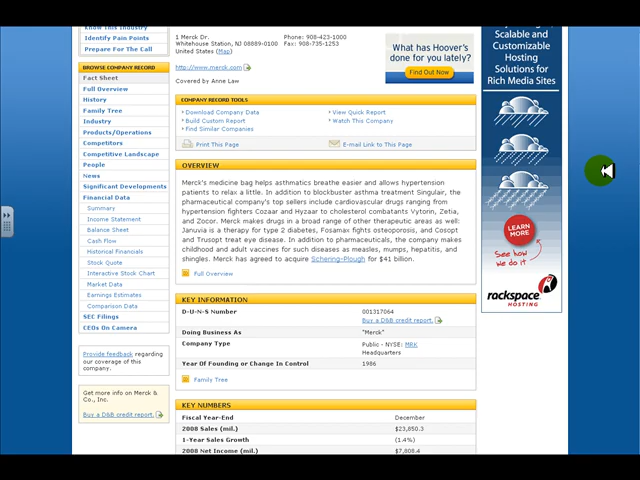 Know This Industry
Identify Pain Points
Prepare For The Call
BROWSE COMPANY RECORD
Fact Sheet
Full Overview
History
Family Tree
Industry
Products/Operations
Competitors
Competitive Landscape
People
News
Significant Developments
Financial Data
Summary
Income Statement
Balance Sheet
Cash Flow
Historical Financials
Stock Quote
Interactive Stock Chart
Market Data
Earnings Estimates
Comparison Data
SEC Filings
CEOs On Camera
Provide feedback regarding
our coverage of this
company.
Get more info on Merck &
Co., Inc.
Buy a D&B credit report.
1 Merck Dr.
Whitehouse Station, NJ 08889-0100
United States (Map)
Phone: 908-423-1000
Fax: 908-735-1253
http://www.merck.com
Covered by Anne Law
What has Hoover's
done for you lately?
Find Out Now
COMPANY RECORD TOOLS
Download Company Data
Build Custom Report
Find Similar Companies
View Quick Report
Watch This Company
Print This Page
E-mail Link to This Page
OVERVIEW
Merck's medicine bag helps asthmatics breathe easier and allows hypertension
patients to relax a little. In addition to blockbuster asthma treatment Singulair, the
pharmaceutical company's top sellers include cardiovascular drugs ranging from
hypertension fighters Cozaar and Hyzaar to cholesterol combatants Vytorin, Zetia,
and Zocor. Merck makes drugs in a broad range of other therapeutic areas as well:
Januvia is a therapy for type 2 diabetes, Fosamax fights osteoporosis, and Cosopt
and Trusopt treat eye disease. In addition to pharmaceuticals, the company makes
childhood and adult vaccines for such diseases as measles, mumps, hepatitis, and
shingles. Merck has agreed to acquire Schering-Plough for $41 billion.
Full Overview
KEY INFORMATION
D-U-N-S Number 001317064
Buy a D&B credit report.
Doing Business As "Merck"
Company Type Public - NYSE: MRK
Headquarters
Year Of Founding or Change In Control 1986
Family Tree
KEY NUMBERS
Fiscal Year-End December
2008 Sales (mil.) $23,850.3
1-Year Sales Growth (1.4%)
2008 Net Income (mil.) $7,808.4
Scalable and
Customizable
Hosting
Solutions for
Rich Media Sites
LEARN
MORE
See how
we do it
rackspace
HOSTING